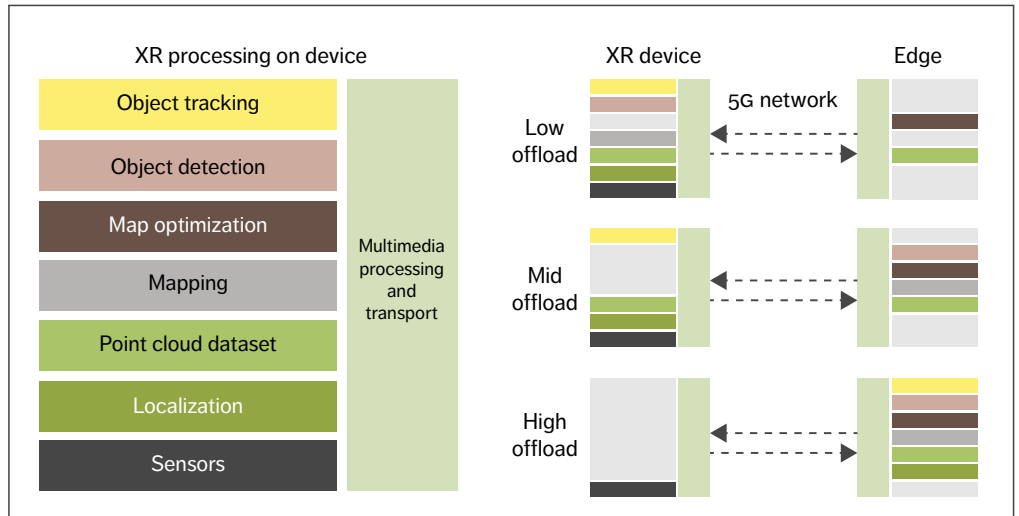 XR processing on device
Object tracking
Object detection
Map optimization
Mapping
Point cloud dataset
Localization
Sensors
Multimedia
processing
and
transport
XR device
Edge
5G network
Low
offload
Mid
offload
High
offload